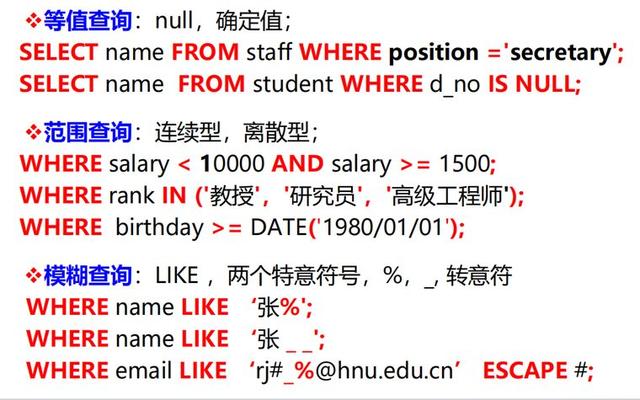 ❖等值查询：null，确定值；
SELECT name FROM staff WHERE position ='secretary';
SELECT name FROM student WHERE d_no IS NULL;
❖范围查询：连续型，离散型；
WHERE salary < 10000 AND salary >= 1500;
WHERE rank IN ('教授', '研究员', '高级工程师');
WHERE birthday >= DATE('1980/01/01');
❖模糊查询：LIKE ，两个特意符号，%，_, 转意符
WHERE name LIKE ‘张%';
WHERE name LIKE ‘张 _ _';
WHERE email LIKE ‘rj#_%@hnu.edu.cn’ ESCAPE #;